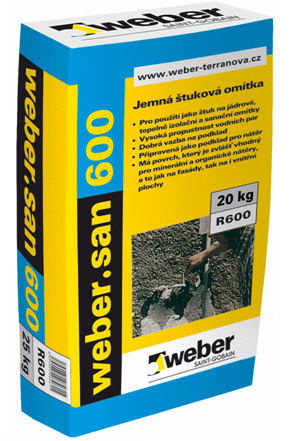 www.weber-terranova.cz
Jemná štuková omítka
- Pro použití jako štuk na jádrové,
tepelně izolační a sanační omítky
- Vysoká propustnost vodních par
- Dobrá vazba na podklad
- Připravená jako podklad pro nátěr
- Má povrch, který je zvlášť vhodný
pro minerální a organické nátěry,
a to jak na fasády, tak na i vnitřní
plochy
20 kg
R600
weber.san 600
weber
SAINT-GOBAIN
weber.san 600
R600
25 kg